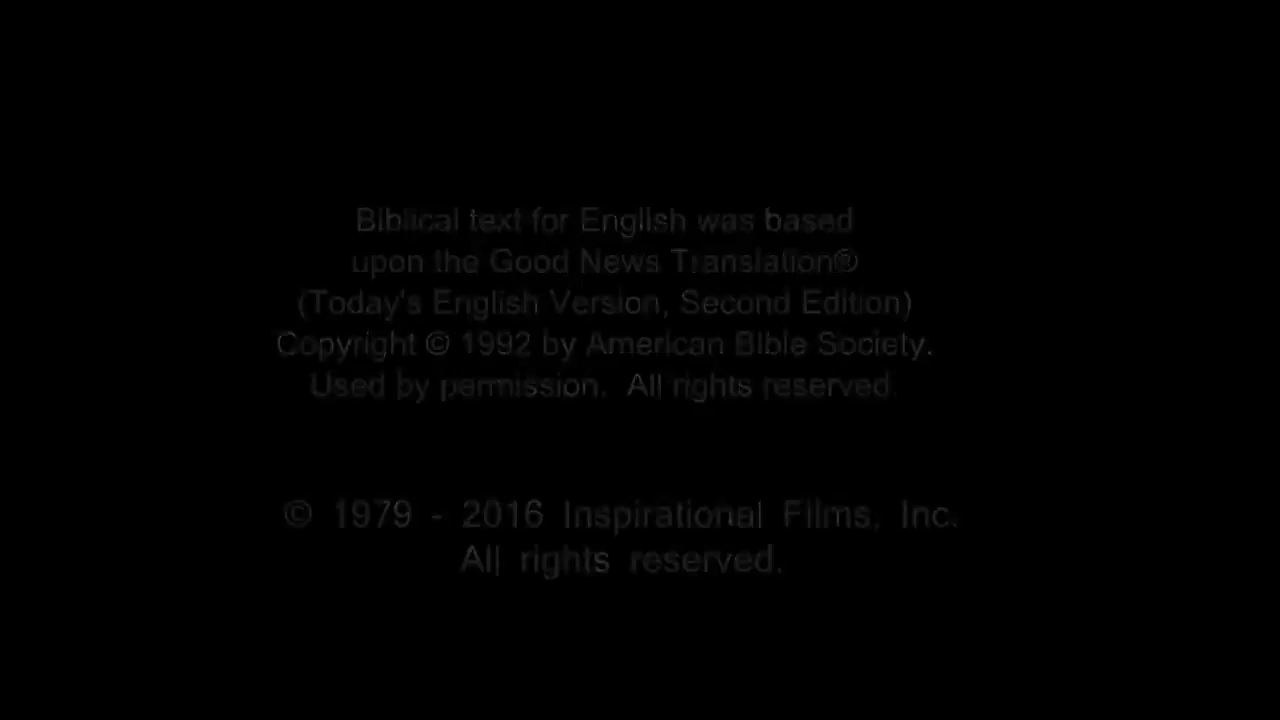 Biblical text for English was based
upon the Good News Translation®
(Today's English Version, Second Edition)
Copyright © 1992 by American Bible Society.
Used by permission.  All rights reserved.
© 1979 - 2016 Inspirational Films, Inc.
All rights reserved.